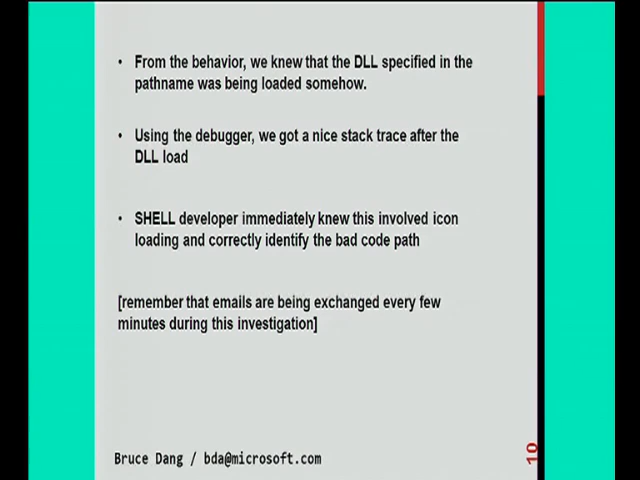 • From the behavior, we knew that the DLL specified in the
pathname was being loaded somehow.
• Using the debugger, we got a nice stack trace after the
DLL load
• SHELL developer immediately knew this involved icon
loading and correctly identify the bad code path
[remember that emails are being exchanged every few
minutes during this investigation]
Bruce Dang / bda@microsoft.com
10